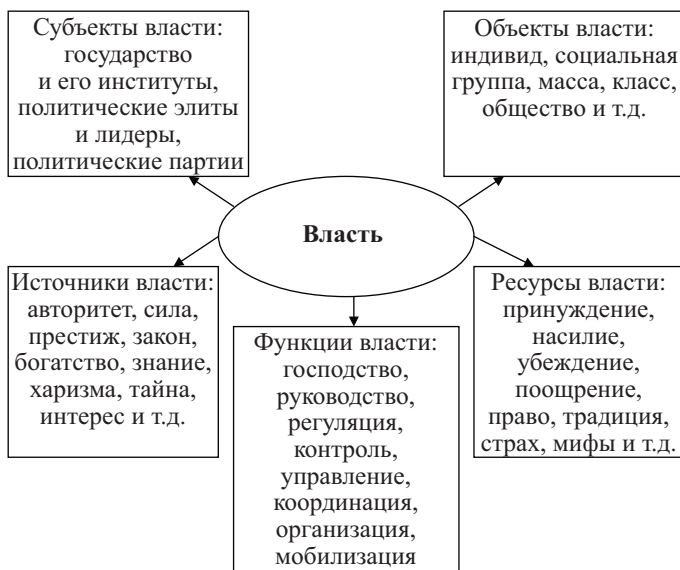 Субъекты власти:
государство
и его институты,
политические элиты
и лидеры,
политические партии
Объекты власти:
индивид, социальная
группа, масса, класс,
общество и т.д.
Власть
Источники власти:
авторитет, сила,
престиж, закон,
богатство, знание,
харизма, тайна,
интерес и т.д.
Функции власти:
господство,
руководство,
регуляция,
контроль,
управление,
координация,
организация,
мобилизация
Ресурсы власти:
принуждение,
насилие,
убеждение,
поощрение,
право, традиция,
страх, мифы и т.д.